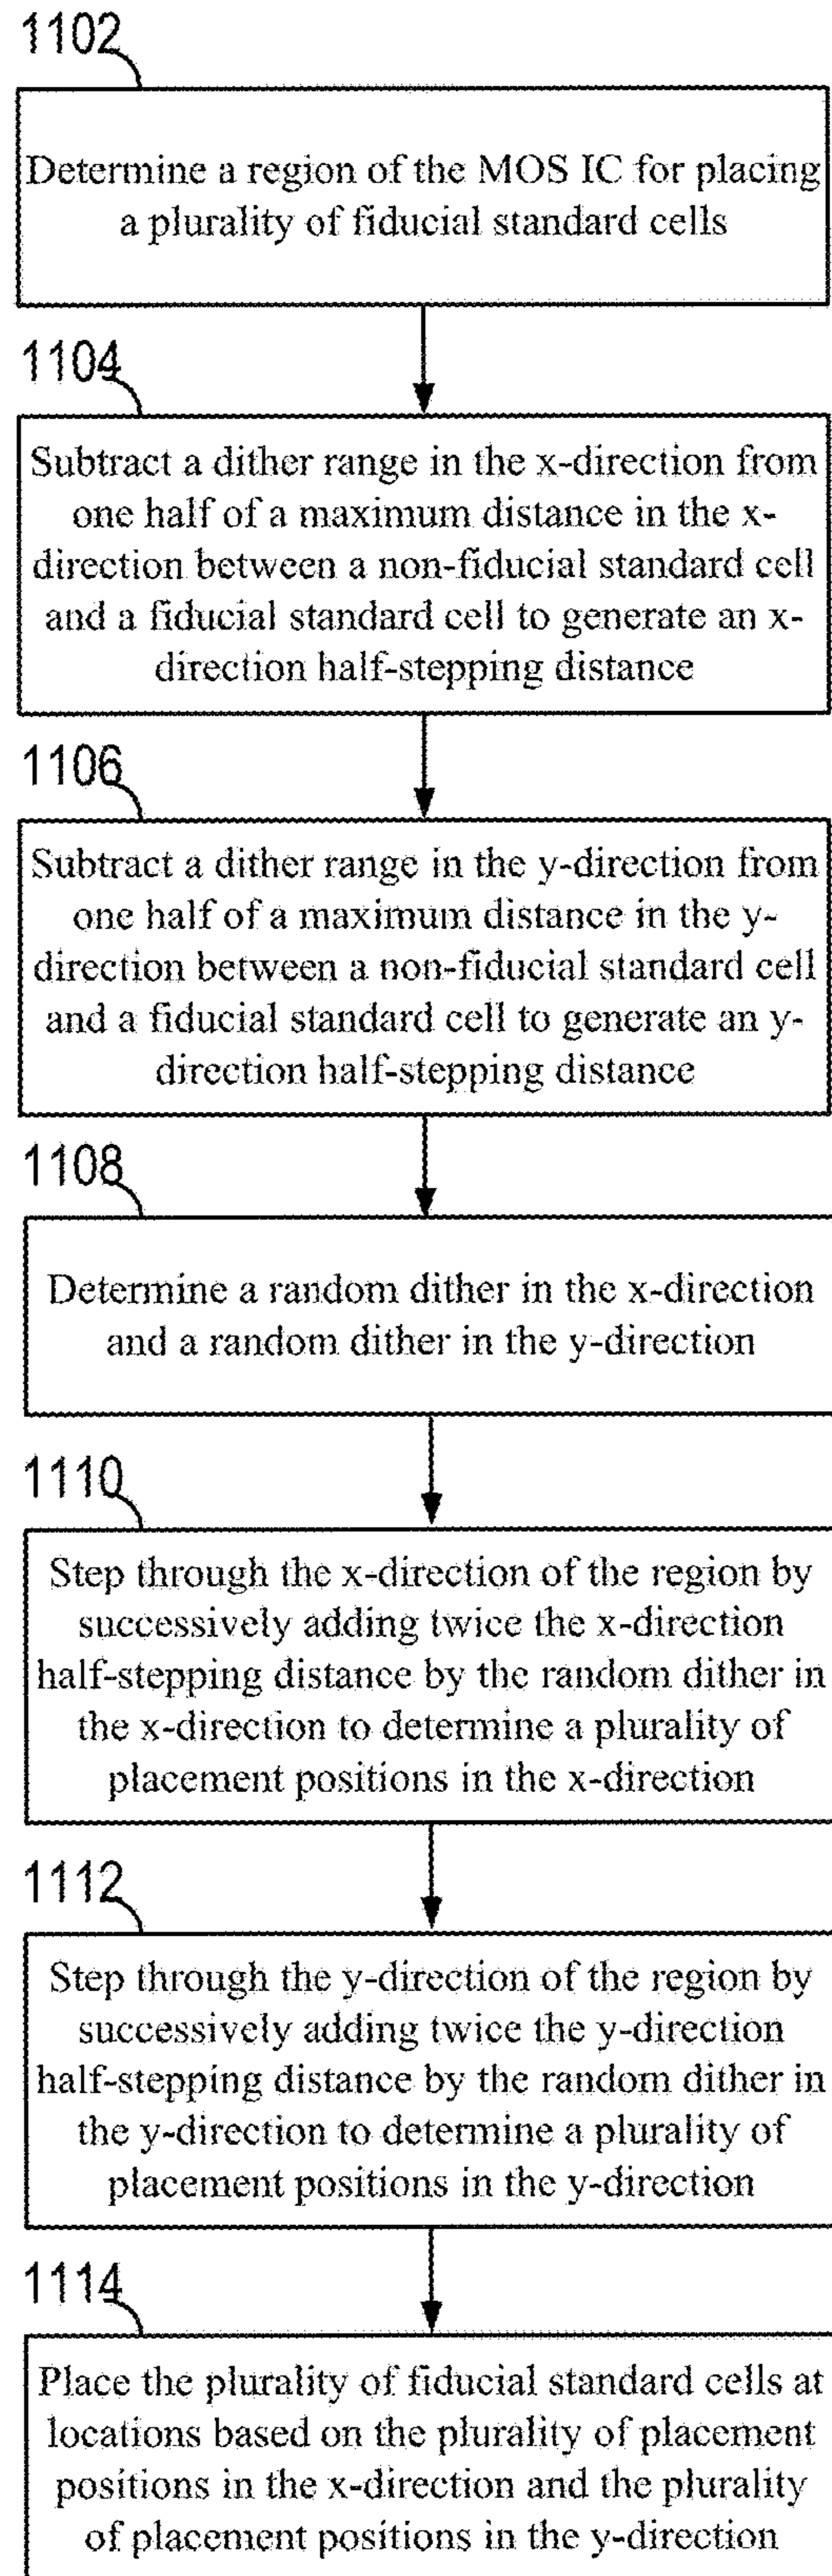 1102
Determine a region of the MOS IC for placing
a plurality of fiducial standard cells
1104
Subtract a dither range in the x-direction from
one half of a maximum distance in the x-
direction between a non-fiducial standard cell
and a fiducial standard cell to generate an x-
direction half-stepping distance
1106
Subtract a dither range in the y-direction from
one half of a maximum distance in the y-
direction between a non-fiducial standard cell
and a fiducial standard cell to generate an y-
direction half-stepping distance
1108
Determine a random dither in the x-direction
and a random dither in the y-direction
1110
Step through the x-direction of the region by
successively adding twice the x-direction
half-stepping distance by the random dither in
the x-direction to determine a plurality of
placement positions in the x-direction
1112
Step through the y-direction of the region by
successively adding twice the y-direction
half-stepping distance by the random dither in
the y-direction to determine a plurality of
placement positions in the y-direction
1114
Place the plurality of fiducial standard cells at
locations based on the plurality of placement
positions in the x-direction and the plurality
of placement positions in the y-direction